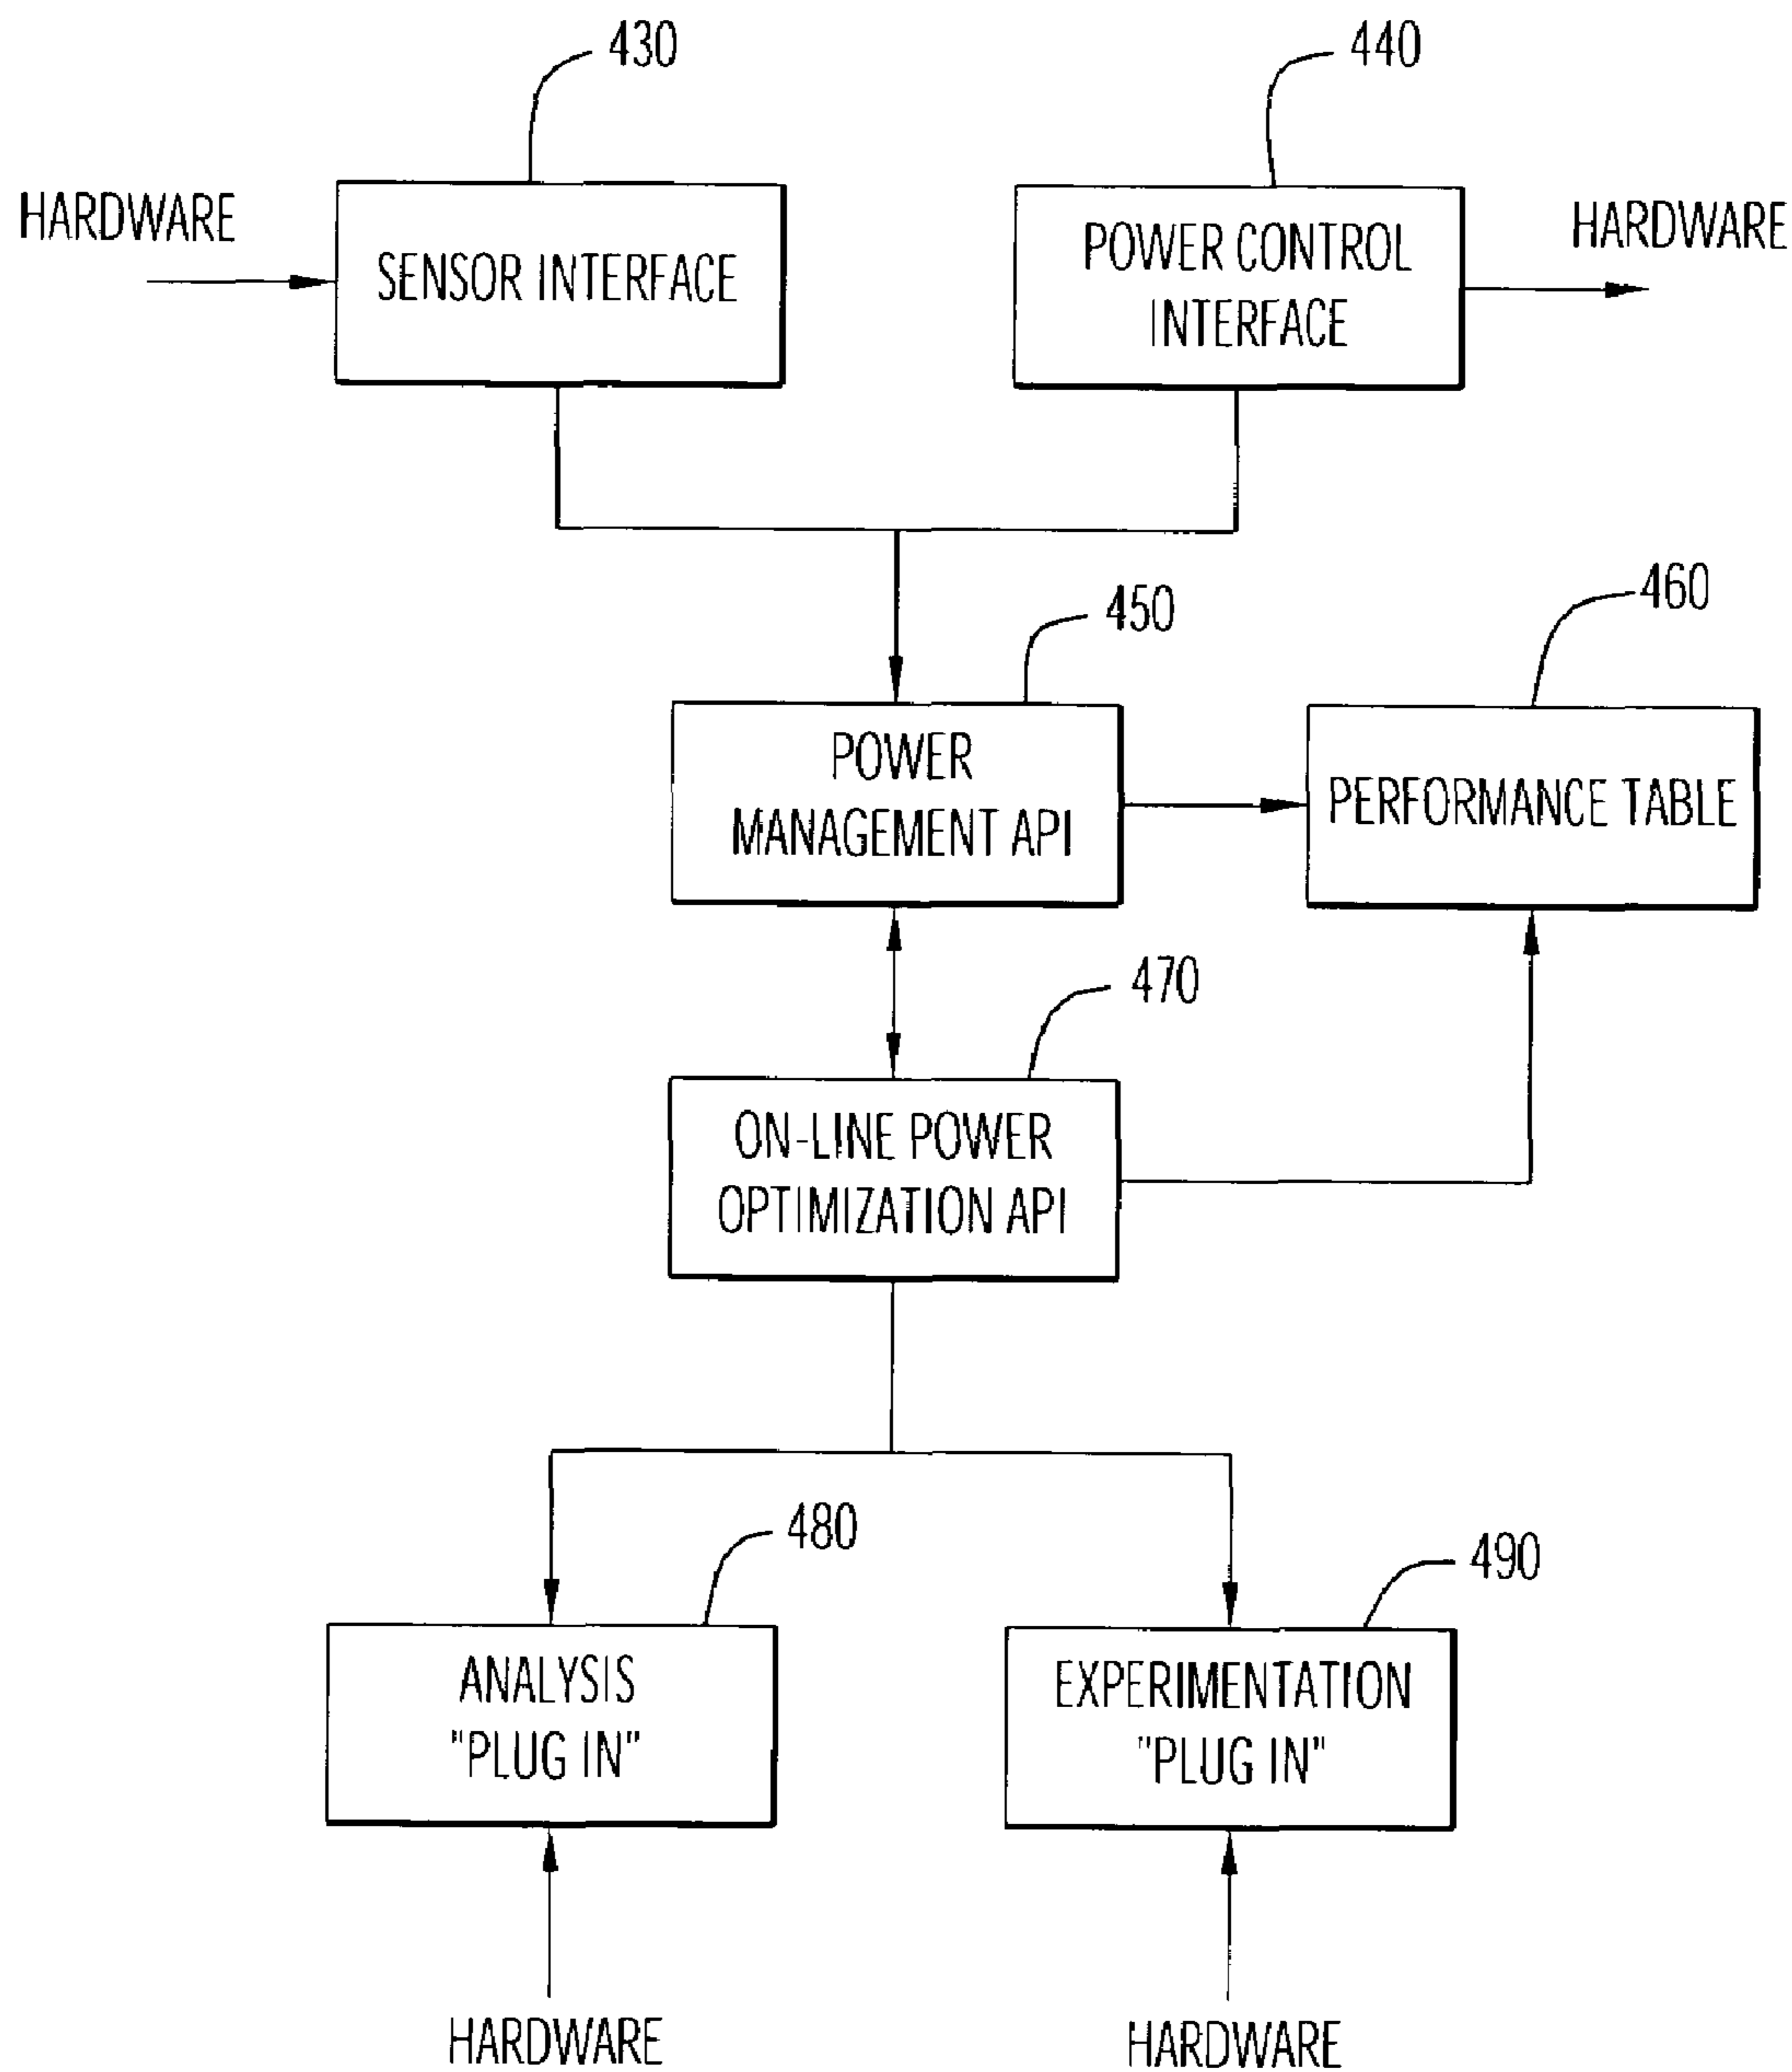 430
440
HARDWARE
SENSOR INTERFACE
POWER CONTROL
INTERFACE
HARDWARE
450
460
POWER
MANAGEMENT API
PERFORMANCE TABLE
470
ON-LINE POWER
OPTIMIZATION API
480
490
ANALYSIS
"PLUG IN"
EXPERIMENTATION
"PLUG IN"
HARDWARE
HARDWARE